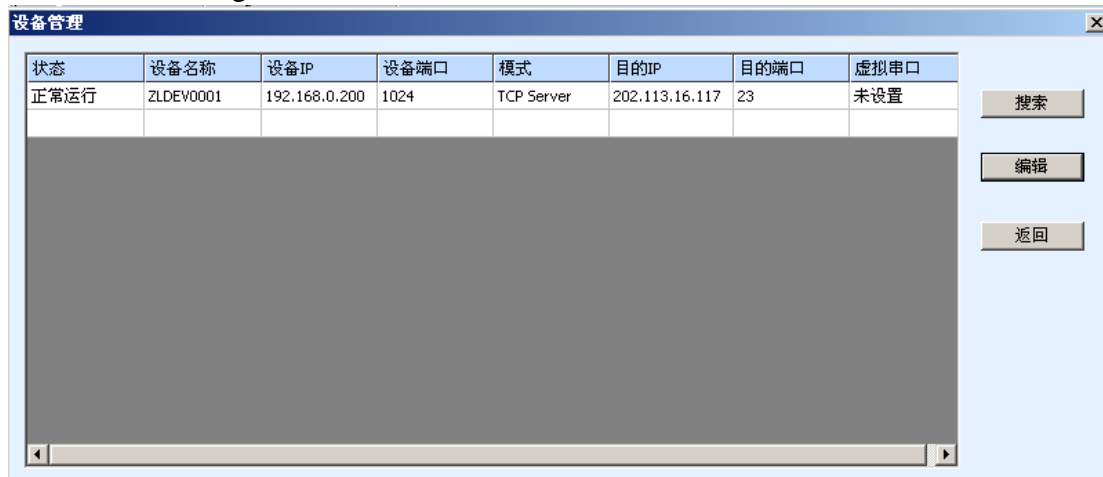 设备管理
状态 设备名称 设备IP 设备端口 模式 目的IP 目的端口 虚拟串口
正常运行 ZLDEV0001 192.168.0.200 1024 TCP Server 202.113.16.117 23 未设置
搜索
编辑
返回